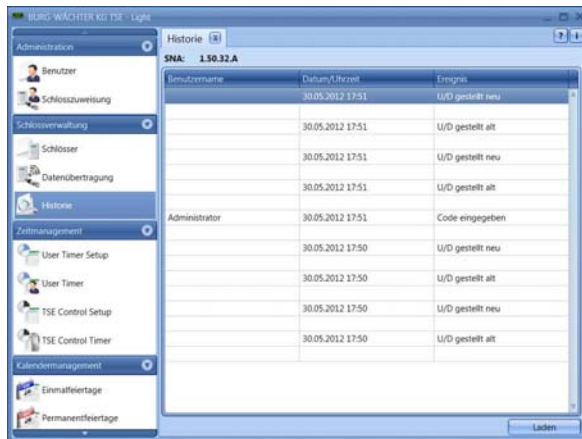 BURG-WÄCHTER KG TSE - Light
Administration
Benutzer
Schlosszuweisung
Schlossverwaltung
Schlösser
Datenübertragung
Historie
Zeitmanagement
User Timer Setup
User Timer
TSE Control Setup
TSE Control Timer
Kalendermanagement
Einmalfeiertage
Permanentfeiertage
Historie
SNA: 1.50.32.A
Benutzername Datum/Uhrzeit Ereignis
30.05.2012 17:51 U/D gestellt neu
30.05.2012 17:51 U/D gestellt alt
30.05.2012 17:51 U/D gestellt neu
30.05.2012 17:51 U/D gestellt alt
Administrator 30.05.2012 17:51 Code eingegeben
30.05.2012 17:50 U/D gestellt neu
30.05.2012 17:50 U/D gestellt alt
30.05.2012 17:50 U/D gestellt neu
30.05.2012 17:50 U/D gestellt alt
Laden